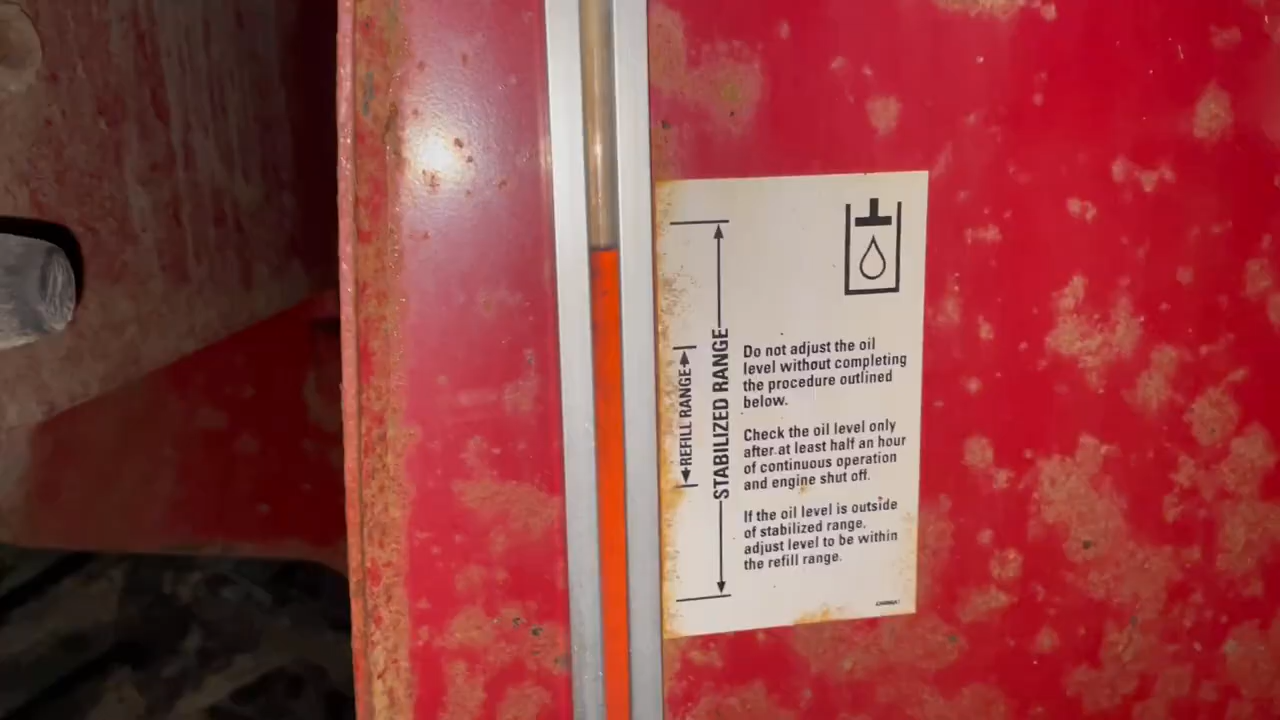 REFILL RANGE
STABILIZED RANGE
Do not adjust the oil
level without completing
the procedure outlined
below.
Check the oil level only
after at least half an hour
of continuous operation
and engine shut off.
If the oil level is outside
of stabilized range,
adjust level to be within
the refill range.